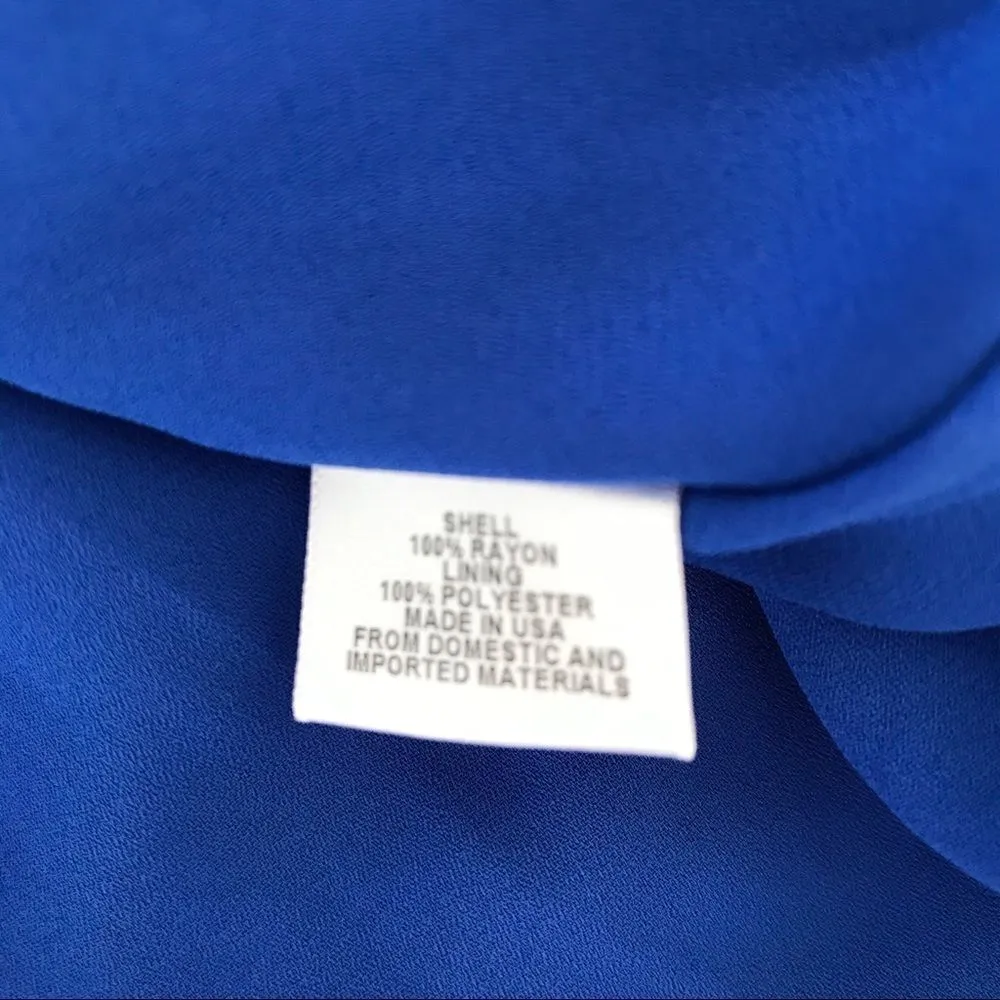 SHELL
100% RAYON
LINING
100% POLYESTER
MADE IN USA
FROM DOMESTIC AND
IMPORTED MATERIALS